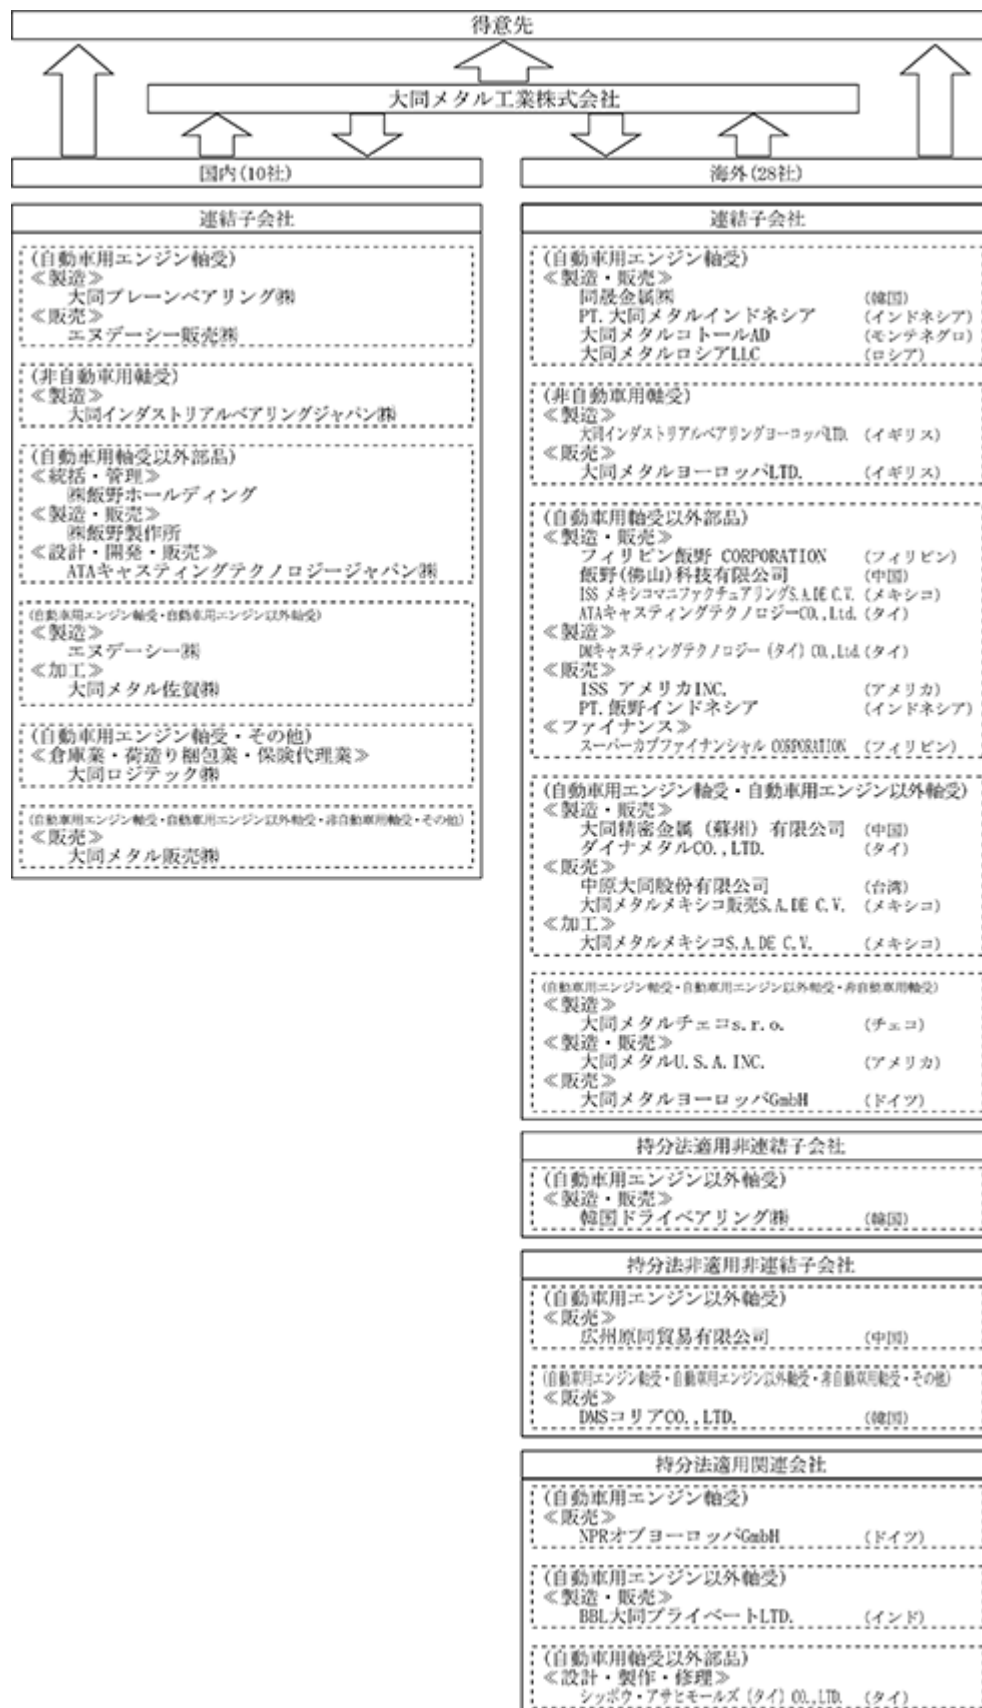 得意先
大同メタル工業株式会社
国内(10社)
連結子会社
(自動車用エンジン軸受)
≪製造≫
大同プレーンベアリング㈱
≪販売≫
エヌデーシー販売㈱
(非自動車用軸受)
≪製造≫
大同インダストリアルベアリングジャパン㈱
(自動車用軸受以外部品)
≪統括・管理≫
㈱飯野ホールディング
≪製造・販売≫
㈱飯野製作所
≪設計・開発・販売≫
ATAキャスティングテクノロジージャパン㈱
(自動車用エンジン軸受・自動車用エンジン以外軸受)
≪製造≫
エヌデーシー㈱
≪加工≫
大同メタル佐賀㈱
(自動車用エンジン軸受・その他)
≪倉庫業・荷造り梱包業・保険代理業≫
大同ロジテック㈱
(自動車用エンジン軸受・自動車用エンジン以外軸受・非自動車用軸受・その他)
≪販売≫
大同メタル販売㈱
海外(28社)
連結子会社
(自動車用エンジン軸受)
≪製造・販売≫
同晟金属㈱ (韓国)
PT.大同メタルインドネシア (インドネシア)
大同メタルコトールAD (モンテネグロ)
大同メタルロシアLLC (ロシア)
(非自動車用軸受)
≪製造≫
大同インダストリアルベアリングヨーロッパLTD. (イギリス)
≪販売≫
大同メタルヨーロッパLTD. (イギリス)
(自動車用軸受以外部品)
≪製造・販売≫
フィリピン飯野 CORPORATION (フィリピン)
飯野(佛山)科技有限公司 (中国)
ISS メキシコマニファクチュアリングS.A.DE C.V. (メキシコ)
ATAキャスティングテクノロジーCO.,Ltd. (タイ)
≪製造≫
DMキャスティングテクノロジー (タイ) CO.,Ltd. (タイ)
≪販売≫
ISS アメリカINC. (アメリカ)
PT.飯野インドネシア (インドネシア)
≪ファイナンス≫
スーパーカブファイナンシャル CORPORATION (フィリピン)
(自動車用エンジン軸受・自動車用エンジン以外軸受)
≪製造・販売≫
大同精密金属 (蘇州) 有限公司 (中国)
ダイナメタルCO.,LTD. (タイ)
≪販売≫
中原大同股份有限公司 (台湾)
大同メタルメキシコ販売S.A.DE C.V. (メキシコ)
≪加工≫
大同メタルメキシコS.A.DE C.V. (メキシコ)
(自動車用エンジン軸受・自動車用エンジン以外軸受・非自動車用軸受)
≪製造≫
大同メタルチェコs.r.o. (チェコ)
≪製造・販売≫
大同メタルU.S.A.INC. (アメリカ)
≪販売≫
大同メタルヨーロッパGmbH (ドイツ)
持分法適用非連結子会社
(自動車用エンジン以外軸受)
≪製造・販売≫
韓国ドライベアリング㈱ (韓国)
持分法非適用非連結子会社
(自動車用エンジン以外軸受)
≪販売≫
広州原同貿易有限公司 (中国)
(自動車用エンジン軸受・自動車用エンジン以外軸受・非自動車用軸受・その他)
≪販売≫
DMSコリアCO.,LTD. (韓国)
持分法適用関連会社
(自動車用エンジン軸受)
≪販売≫
NPRオブヨーロッパGmbH (ドイツ)
(自動車用エンジン以外軸受)
≪製造・販売≫
BBL大同プライベートLTD. (インド)
(自動車用軸受以外部品)
≪設計・製作・修理≫
シッポウ・アサヒモールズ (タイ) CO.,LTD. (タイ)